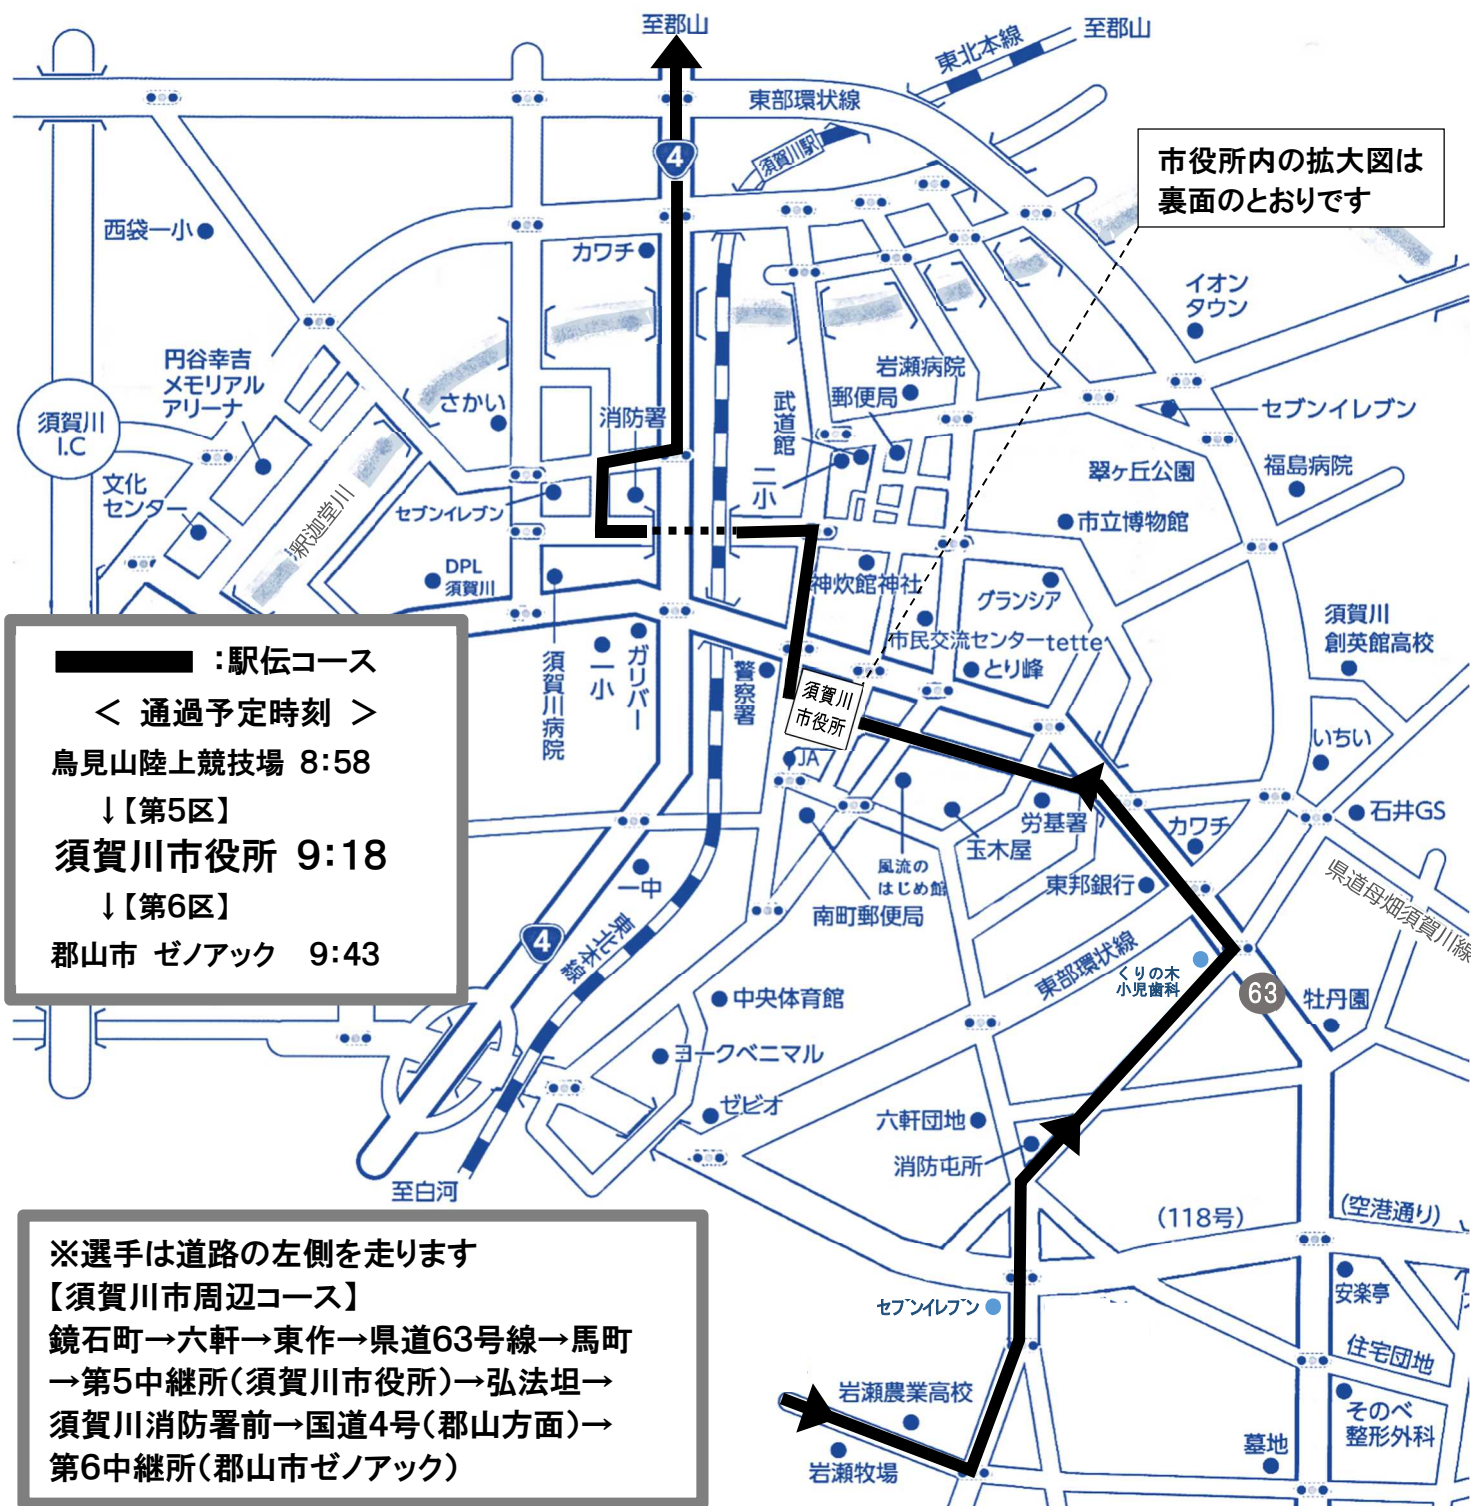 至郡山
至郡山
東北本線
東部環状線
4
須賀川駅
市役所内の拡大図は
裏面のとおりです
西袋一小
カワチ
イオン
タウン
円谷幸吉
メモリアル
アリーナ
さかい
消防署
岩瀬病院
郵便局
武道館
二小
セブンイレブン
須賀川
I.C
文化
センター
釈迦堂川
セブンイレブン
翠ヶ丘公園
福島病院
市立博物館
DPL
須賀川
神炊館神社
グランシア
市民交流センターtette
とり峰
須賀川
創英館高校
須賀川病院
一小
ガリバー
警察署
須賀川
市役所
JA
いちい
石井GS
労基署
カワチ
玉木屋
風流の
はじめ館
東邦銀行
南町郵便局
県道母畑須賀川線
一中
4
東北本線
東部環状線
くりの木
小児歯科
63
牡丹園
中央体育館
ヨークベニマル
ゼビオ
六軒団地
消防屯所
至白河
(118号)
(空港通り)
セブンイレブン
安楽亭
住宅団地
岩瀬農業高校
そのべ
整形外科
墓地
岩瀬牧場
：駅伝コース
＜ 通過予定時刻 ＞
鳥見山陸上競技場 8：58
↓【第5区】
須賀川市役所 9：18
↓【第6区】
郡山市 ゼノアック 9：43
※選手は道路の左側を走ります
【須賀川市周辺コース】
鏡石町→六軒→東作→県道63号線→馬町
→第5中継所（須賀川市役所）→弘法坦→
須賀川消防署前→国道4号（郡山方面）→
第6中継所（郡山市ゼノアック）